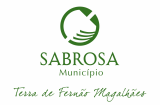 SABROSA
Município
Terra de Fernão Magalhães